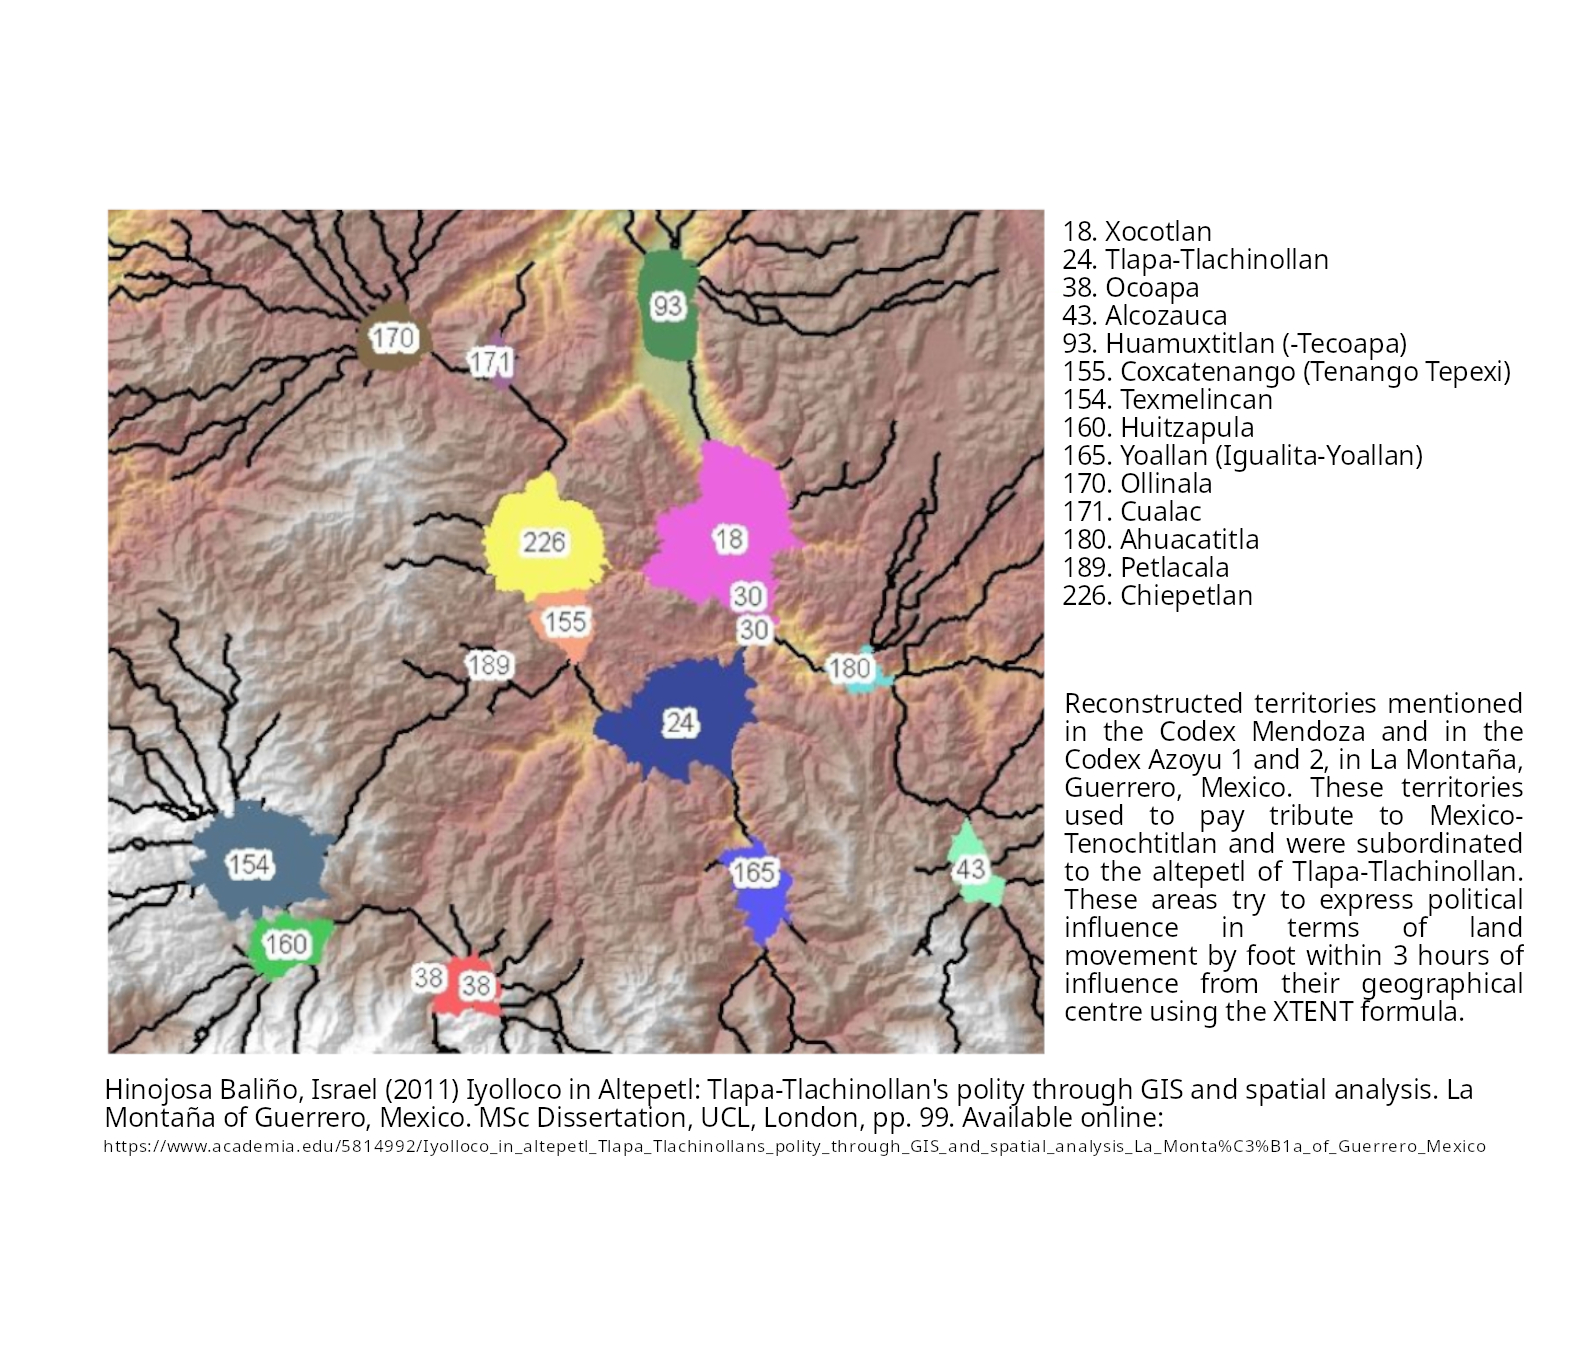 93
170
171
226
18
30
155
30
189
180
24
154
165
43
160
38
38
18. Xocotlan
24. Tlapa-Tlachinollan
38. Ocoapa
43. Alcozauca
93. Huamuxtitlan (-Tecoapa)
155. Coxcatenango (Tenango Tepexi)
154. Texmelincan
160. Huitzapula
165. Yoallan (Igualita-Yoallan)
170. Ollinala
171. Cualac
180. Ahuacatitla
189. Petlacala
226. Chiepetlan
Reconstructed territories mentioned
in the Codex Mendoza and in the
Codex Azoyu 1 and 2, in La Montaña,
Guerrero, Mexico. These territories
used to pay tribute to Mexico-
Tenochtitlan and were subordinated
to the altepetl of Tlapa-Tlachinollan.
These areas try to express political
influence in terms of land
movement by foot within 3 hours of
influence from their geographical
centre using the XTENT formula.
Hinojosa Baliño, Israel (2011) Iyolloco in Altepetl: Tlapa-Tlachinollan's polity through GIS and spatial analysis. La
Montaña of Guerrero, Mexico. MSc Dissertation, UCL, London, pp. 99. Available online:
https://www.academia.edu/5814992/Iyolloco_in_altepetl_Tlapa_Tlachinollans_polity_through_GIS_and_spatial_analysis_La_Monta%C3%B1a_of_Guerrero_Mexico